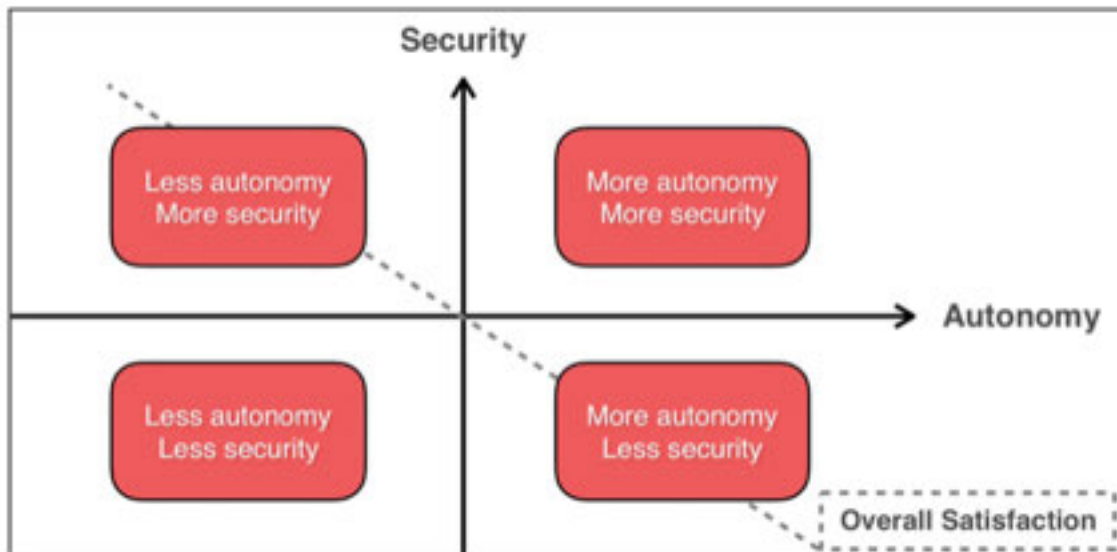 Security
Less autonomy
More security
More autonomy
More security
Autonomy
Less autonomy
Less security
More autonomy
Less security
Overall Satisfaction